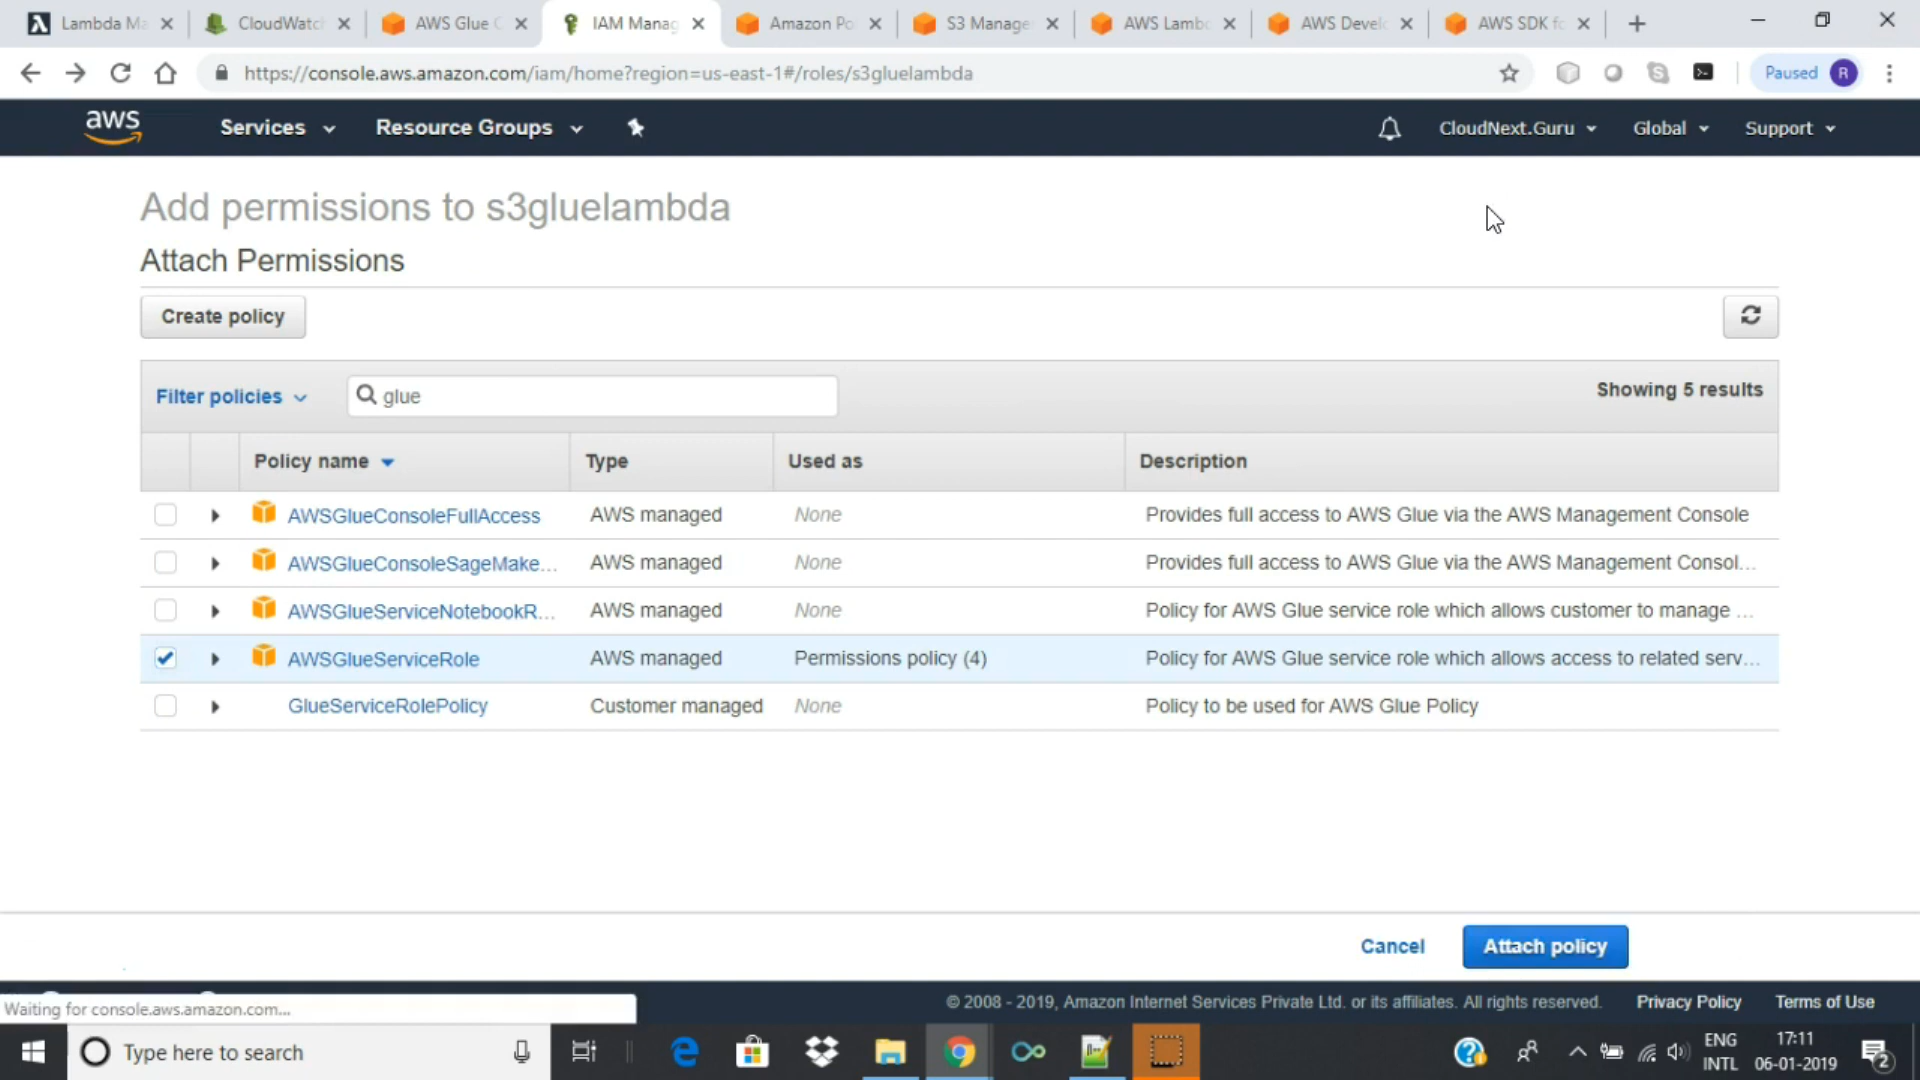 Lambda Ma
CloudWatch
AWS Glue C
IAM Manag
Amazon Po
S3 Manage
AWS Lamb
AWS Devel
AWS SDK fo
https://console.aws.amazon.com/iam/home?region=us-east-1#/roles/s3gluelambda
Paused
R
aws
Services
Resource Groups
CloudNext.Guru
Global
Support
Add permissions to s3gluelambda
Attach Permissions
Create policy
Filter policies
glue
Showing 5 results
Policy name
Type
Used as
Description
AWSGlueConsoleFullAccess
AWS managed
None
Provides full access to AWS Glue via the AWS Management Console
AWSGlueConsoleSageMake...
AWS managed
None
Provides full access to AWS Glue via the AWS Management Consol...
AWSGlueServiceNotebookR...
AWS managed
None
Policy for AWS Glue service role which allows customer to manage ...
AWSGlueServiceRole
AWS managed
Permissions policy (4)
Policy for AWS Glue service role which allows access to related serv...
GlueServiceRolePolicy
Customer managed
None
Policy to be used for AWS Glue Policy
Cancel
Attach policy
Waiting for console.aws.amazon.com...
© 2008 - 2019, Amazon Internet Services Private Ltd. or its affiliates. All rights reserved.
Privacy Policy
Terms of Use
Type here to search
ENG
INTL
17:11
06-01-2019
2